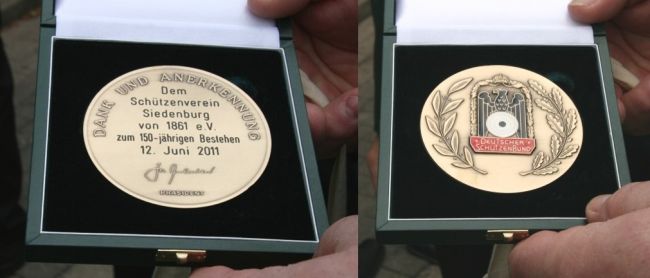 DANK UND ANERKENNUNG
Dem
Schützenverein
Siedenburg
von 1861 e.V.
zum 150-jährigen Bestehen
12. Juni 2011
PRÄSIDENT
DEUTSCHER
SCHÜTZENBUND